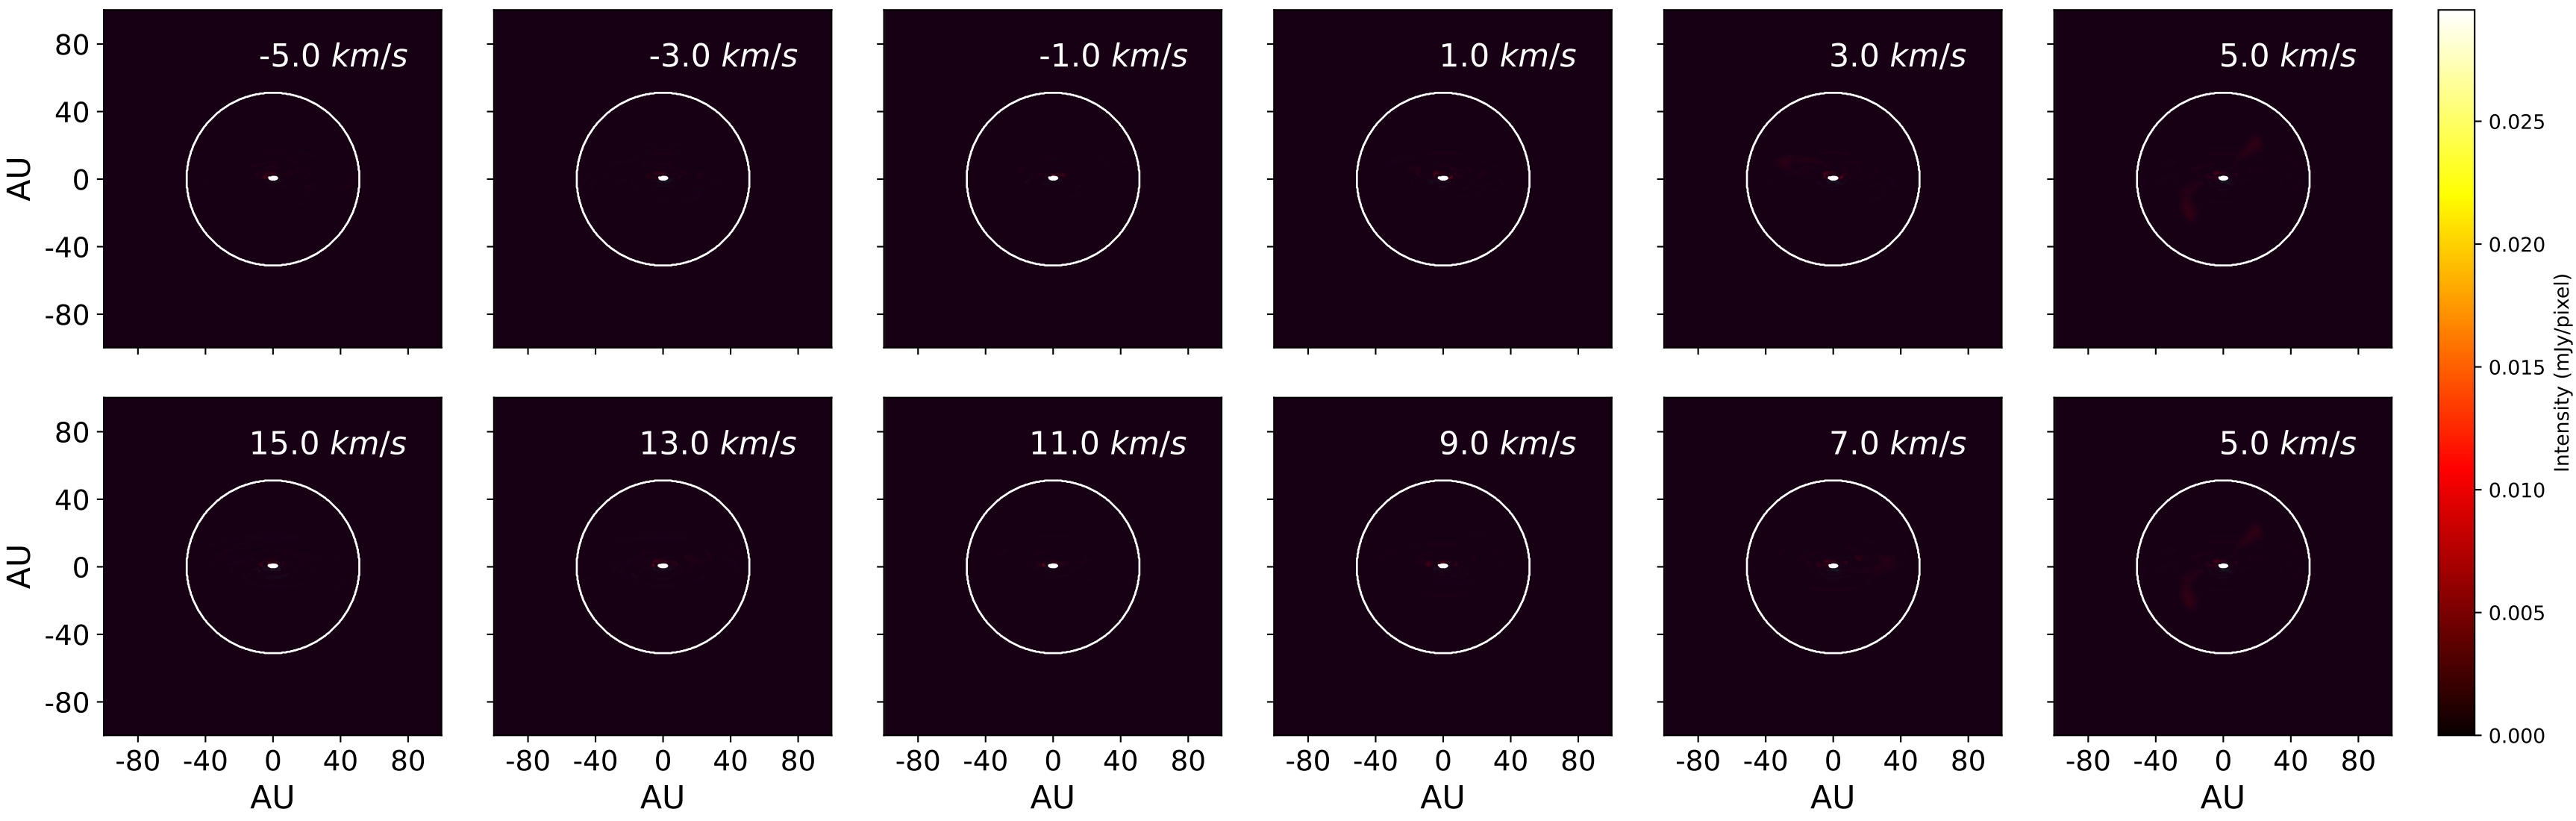 -5.0 km/s
-3.0 km/s
-1.0 km/s
1.0 km/s
3.0 km/s
5.0 km/s
80
40
0
-40
-80
AU
15.0 km/s
13.0 km/s
11.0 km/s
9.0 km/s
7.0 km/s
5.0 km/s
80
40
0
-40
-80
AU
-80 -40 0 40 80
-80 -40 0 40 80
-80 -40 0 40 80
-80 -40 0 40 80
-80 -40 0 40 80
-80 -40 0 40 80
AU
AU
AU
AU
AU
AU
0.025
0.020
0.015
0.010
0.005
0.000
Intensity (mJy/pixel)